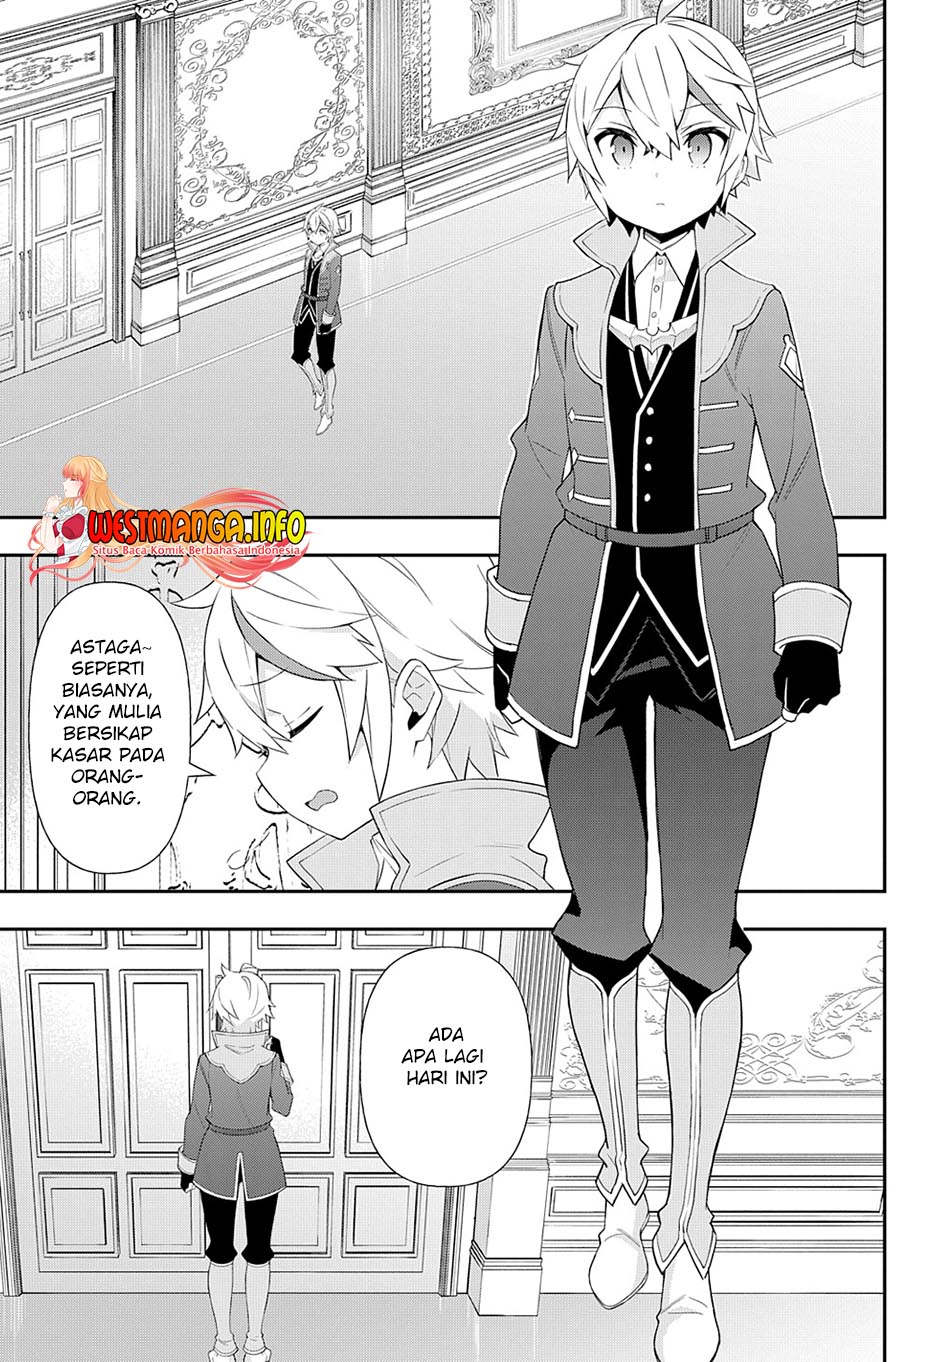 WESTMANGA.INFO
Situs Baca Komik Berbahasa Indonesia
ASTAGA~
SEPERTI
BIASANYA,
YANG MULIA
BERSIKAP
KASAR PADA
ORANG-
ORANG.
ADA
APA LAGI
HARI INI?